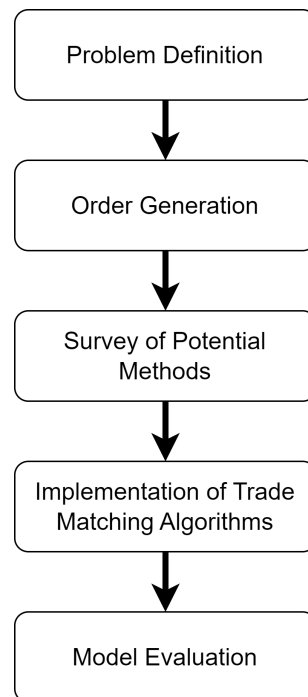 Problem Definition
Order Generation
Survey of Potential
Methods
Implementation of Trade
Matching Algorithms
Model Evaluation